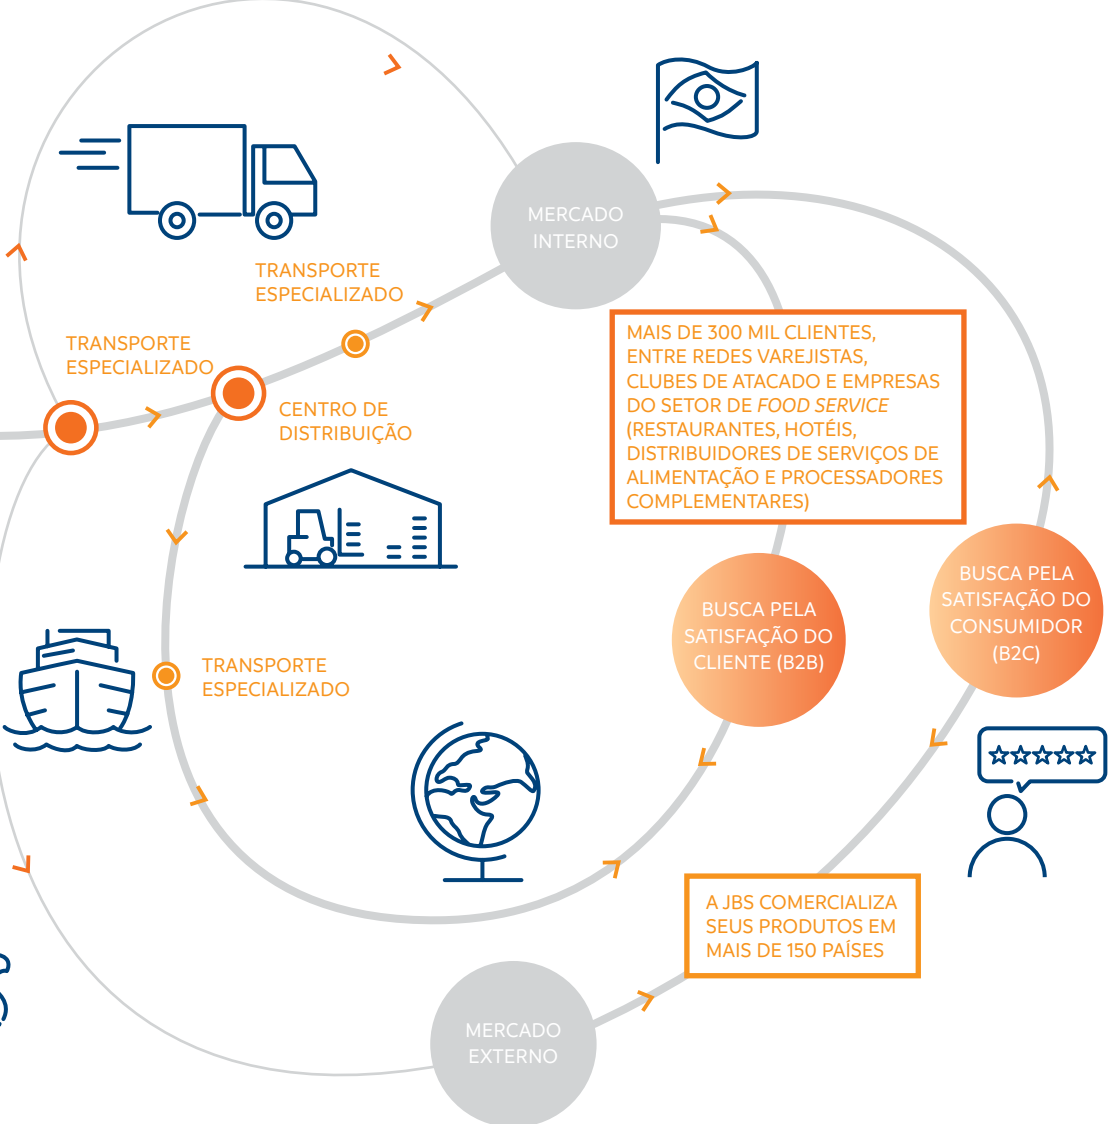 MERCADO
INTERNO
TRANSPORTE
ESPECIALIZADO
TRANSPORTE
ESPECIALIZADO
CENTRO DE
DISTRIBUIÇÃO
MAIS DE 300 MIL CLIENTES,
ENTRE REDES VAREJISTAS,
CLUBES DE ATACADO E EMPRESAS
DO SETOR DE FOOD SERVICE
(RESTAURANTES, HOTÉIS,
DISTRIBUIDORES DE SERVIÇOS DE
ALIMENTAÇÃO E PROCESSADORES
COMPLEMENTARES)
BUSCA PELA
SATISFAÇÃO DO
CLIENTE (B2B)
BUSCA PELA
SATISFAÇÃO DO
CONSUMIDOR
(B2C)
TRANSPORTE
ESPECIALIZADO
A JBS COMERCIALIZA
SEUS PRODUTOS EM
MAIS DE 150 PAÍSES
MERCADO
EXTERNO